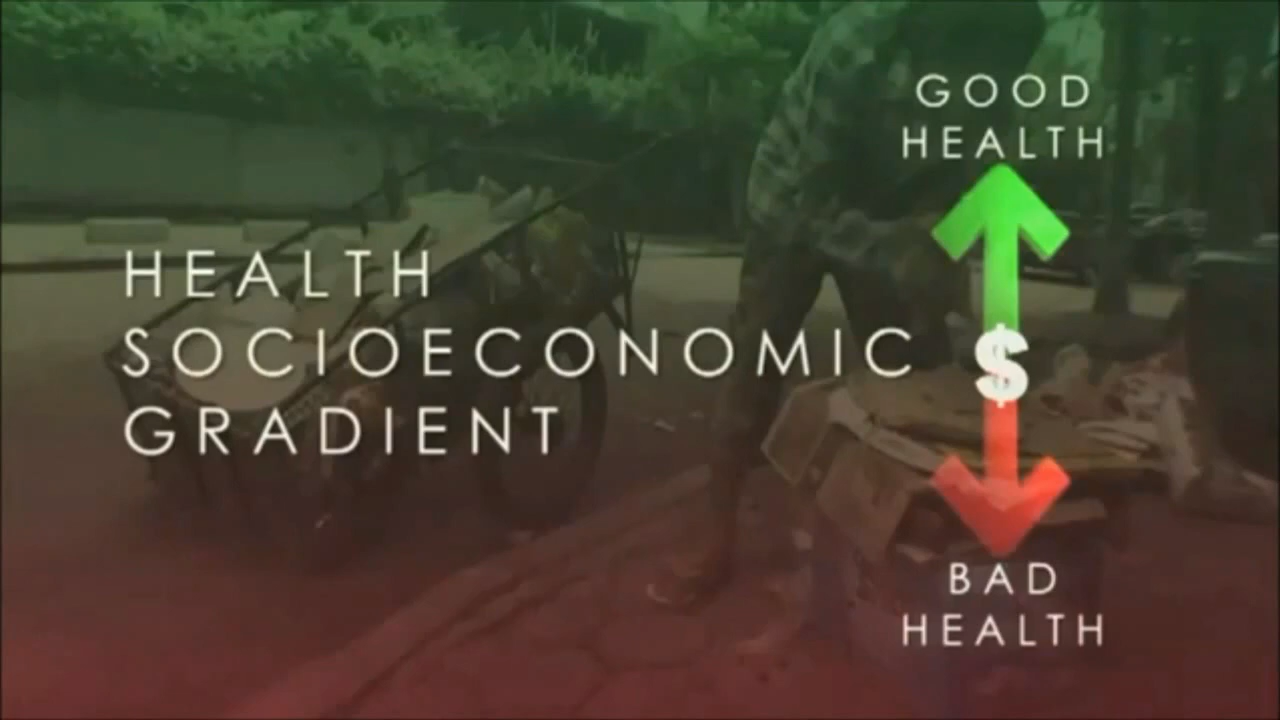 HEALTH
SOCIOECONOMIC
GRADIENT
GOOD
HEALTH
$
BAD
HEALTH